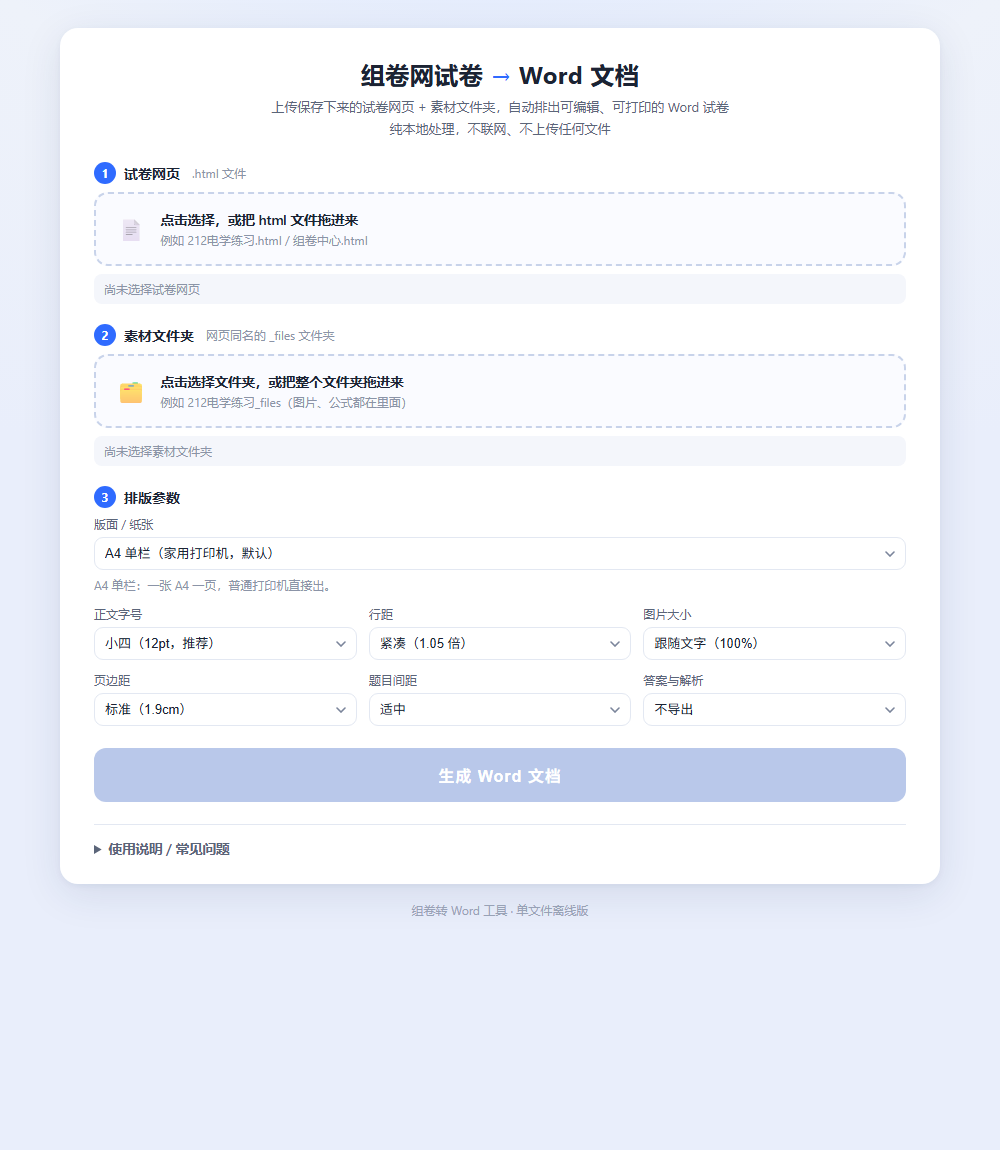 组卷网试卷 → Word 文档
上传保存下来的试卷网页 + 素材文件夹，自动排出可编辑、可打印的 Word 试卷
纯本地处理，不联网、不上传任何文件
1 试卷网页 .html 文件
点击选择，或把 html 文件拖进来
例如 212电学练习.html / 组卷中心.html
尚未选择试卷网页
2 素材文件夹 网页同名的 _files 文件夹
点击选择文件夹，或把整个文件夹拖进来
例如 212电学练习_files（图片、公式都在里面）
尚未选择素材文件夹
3 排版参数
版面 / 纸张
A4 单栏（家用打印机，默认）
A4 单栏：一张 A4 一页，普通打印机直接出。
正文字号 行距 图片大小
小四（12pt，推荐） 紧凑（1.05 倍） 跟随文字（100%）
页边距 题目间距 答案与解析
标准（1.9cm） 适中 不导出
生成 Word 文档
▶ 使用说明 / 常见问题
组卷转 Word 工具 · 单文件离线版